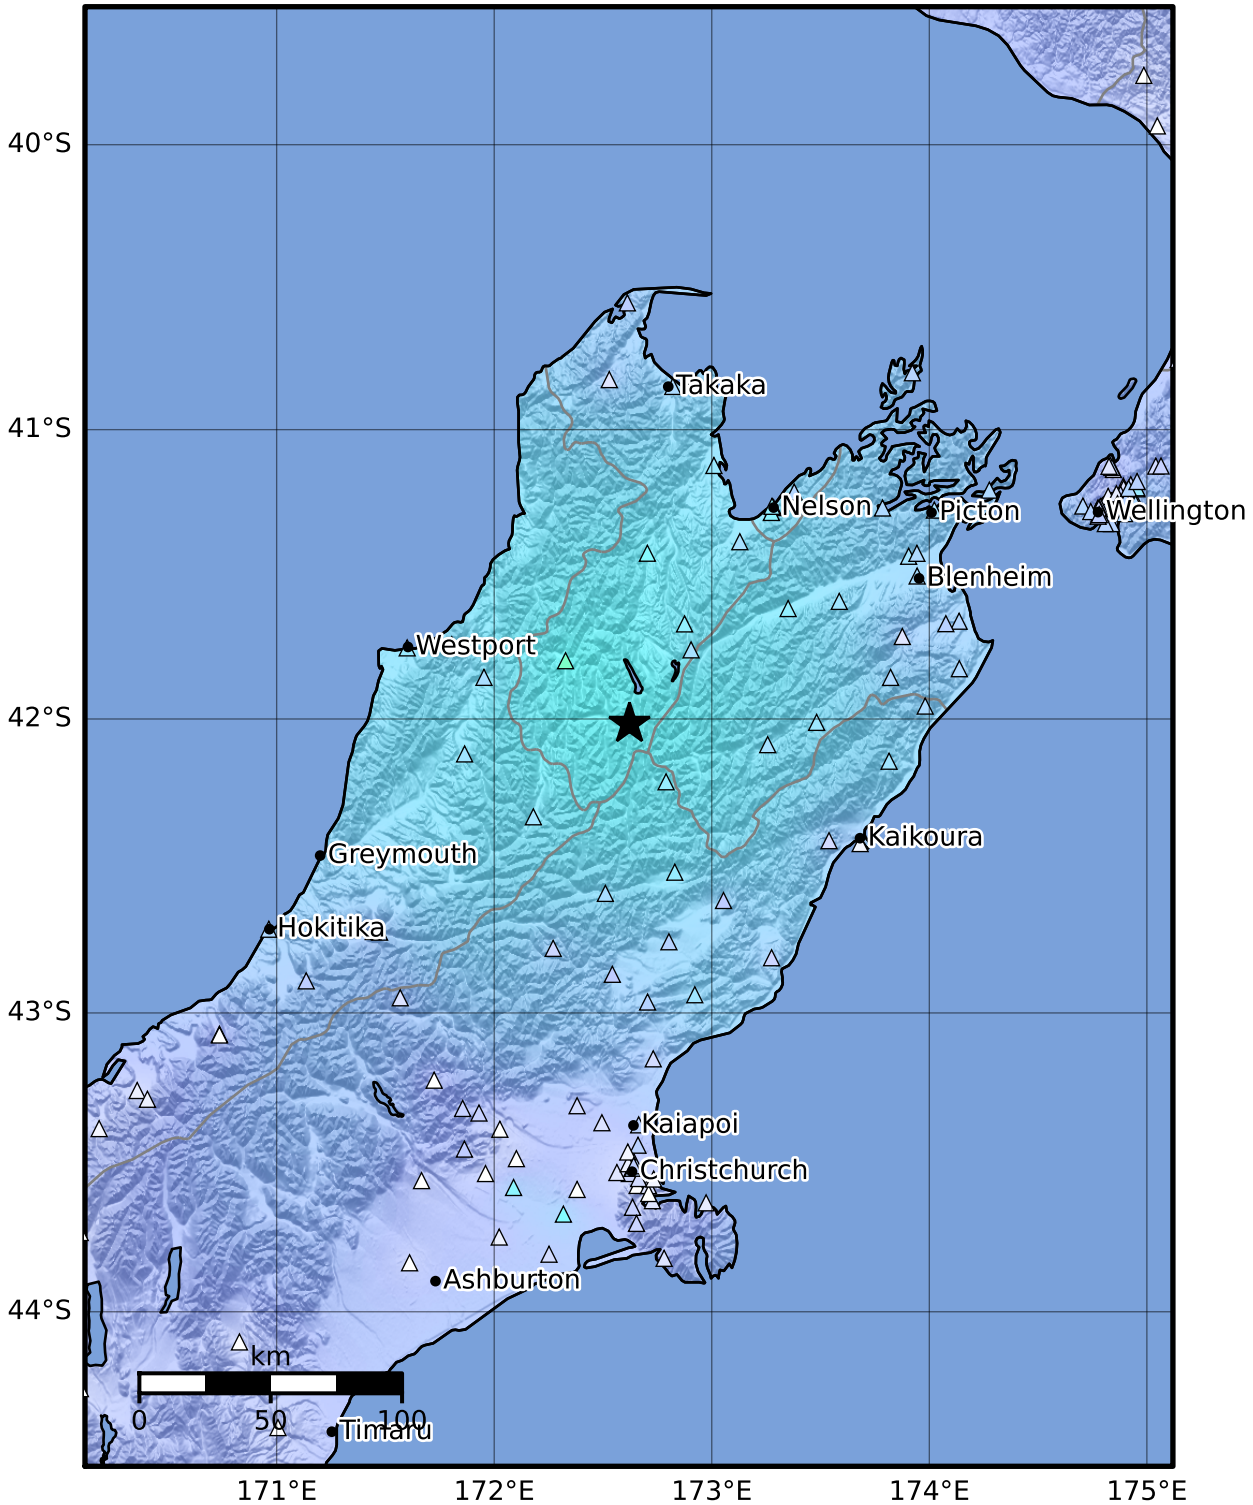 40°S
Takaka
41°S
Nelson
Picton
Wellington
Blenheim
Westport
42°S
Kaikoura
Greymouth
Hokitika
43°S
Kaiapoi
Christchurch
Ashburton
44°S
km
0 50 100
Timaru
171°E 172°E 173°E 174°E 175°E